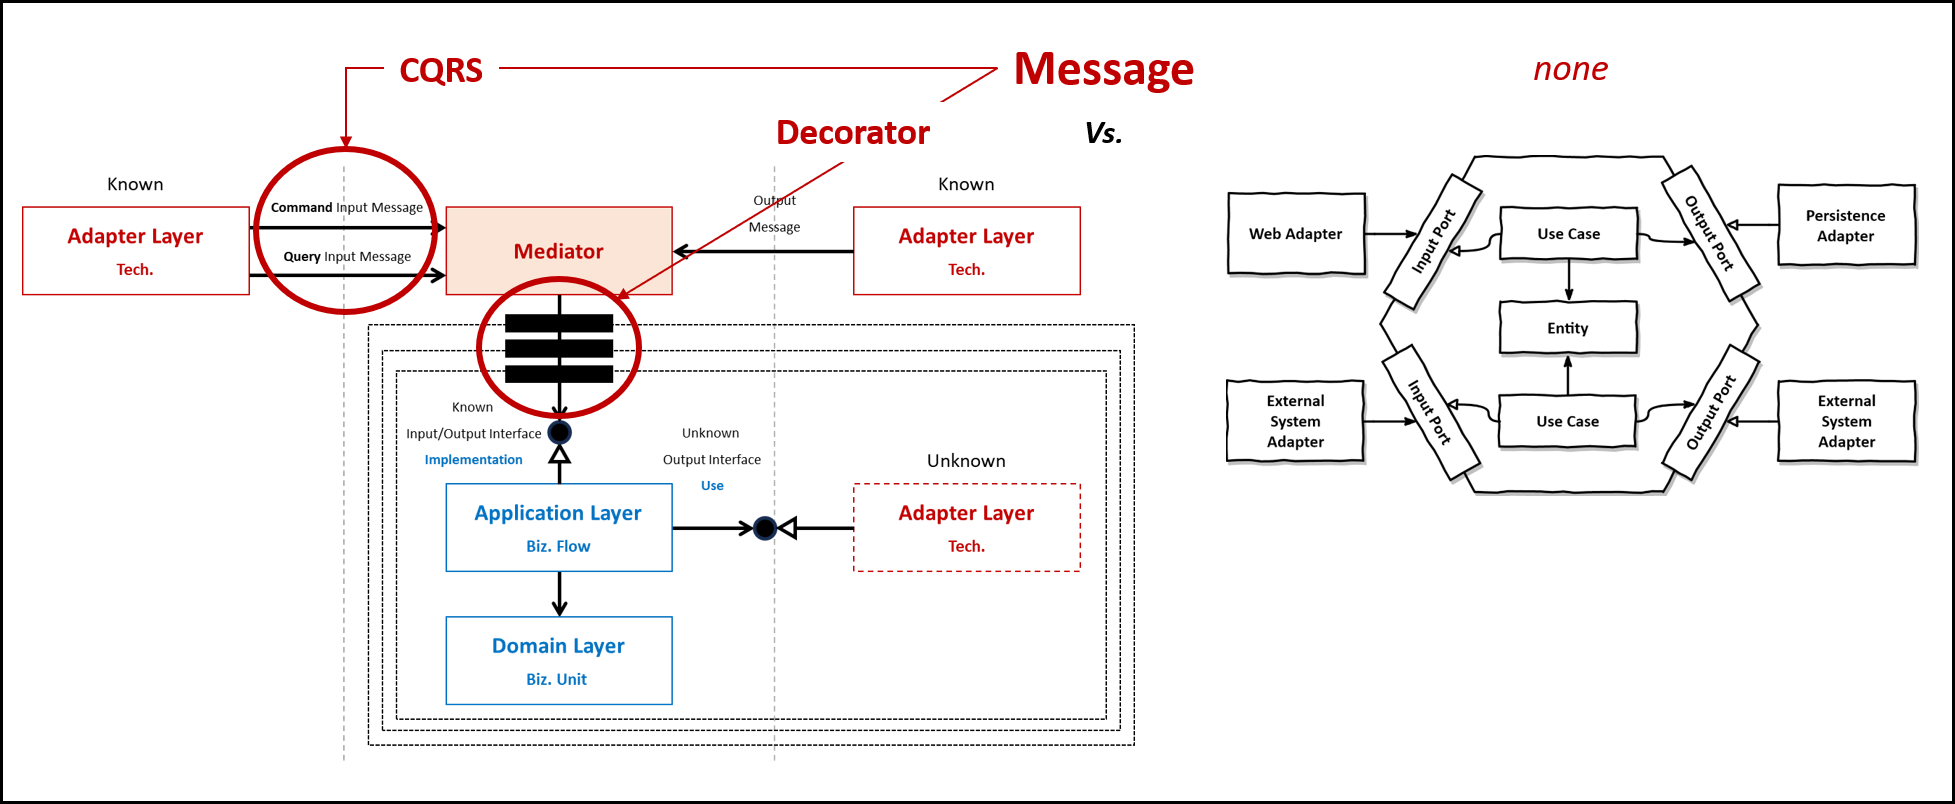 CQRS
Message
none
Decorator
Vs.
Known
Adapter Layer
Tech.
Command Input Message
Query Input Message
Mediator
Output
Message
Known
Adapter Layer
Tech.
Known
Input/Output Interface
Implementation
Unknown
Output Interface
Use
Unknown
Adapter Layer
Tech.
Application Layer
Biz. Flow
Domain Layer
Biz. Unit
Web Adapter
Input Port
Use Case
Output Port
Persistence
Adapter
Entity
External
System
Adapter
Input Port
Use Case
Output Port
External
System
Adapter